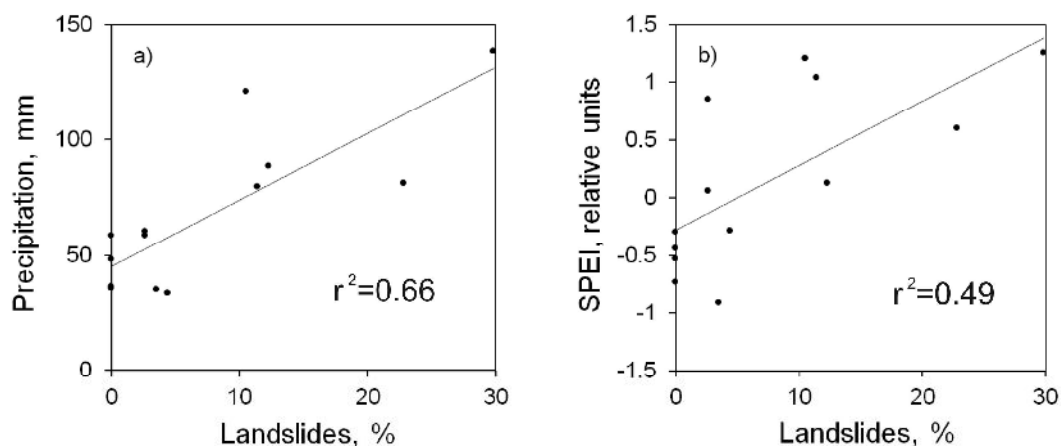 a)
Precipitation, mm
150
100
50
0
0
10
20
30
r²=0.66
Landslides, %
b)
SPEI, relative units
1.5
1
0.5
0
-0.5
-1
-1.5
0
10
20
30
r²=0.49
Landslides, %